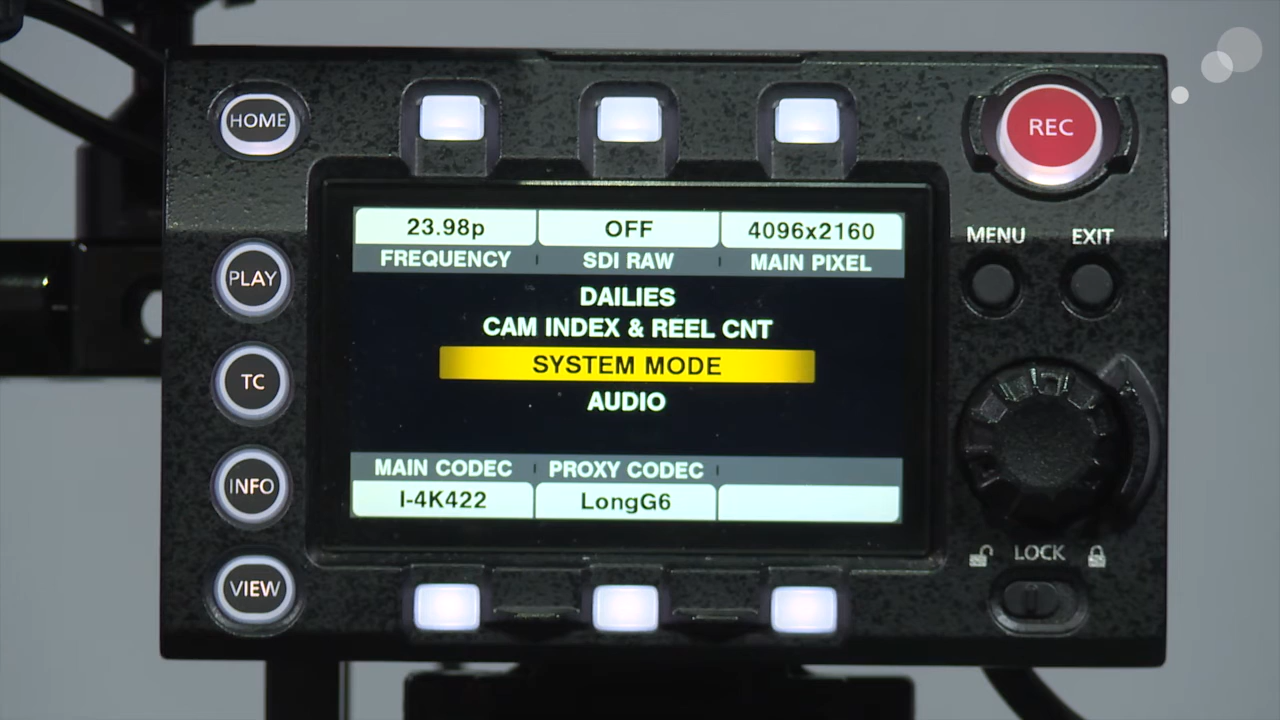 HOME
REC
23.98p OFF 4096x2160
FREQUENCY SDI RAW MAIN PIXEL
MENU EXIT
PLAY
DAILIES
CAM INDEX & REEL CNT
SYSTEM MODE
TC
AUDIO
MAIN CODEC PROXY CODEC
INFO
I-4K422 LongG6
LOCK
VIEW